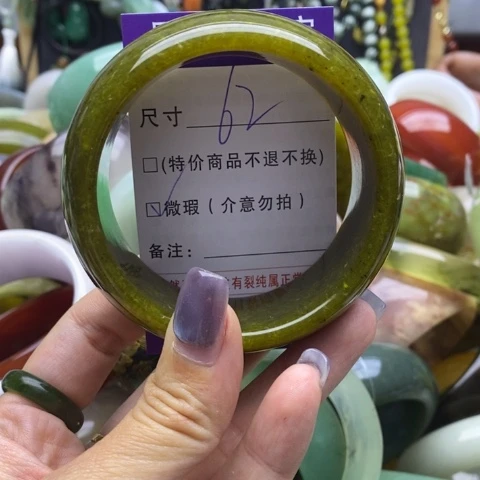 尺寸 62
□(特价商品不退不换)
☑微瑕(介意勿拍)
备注:
有裂纯属正常